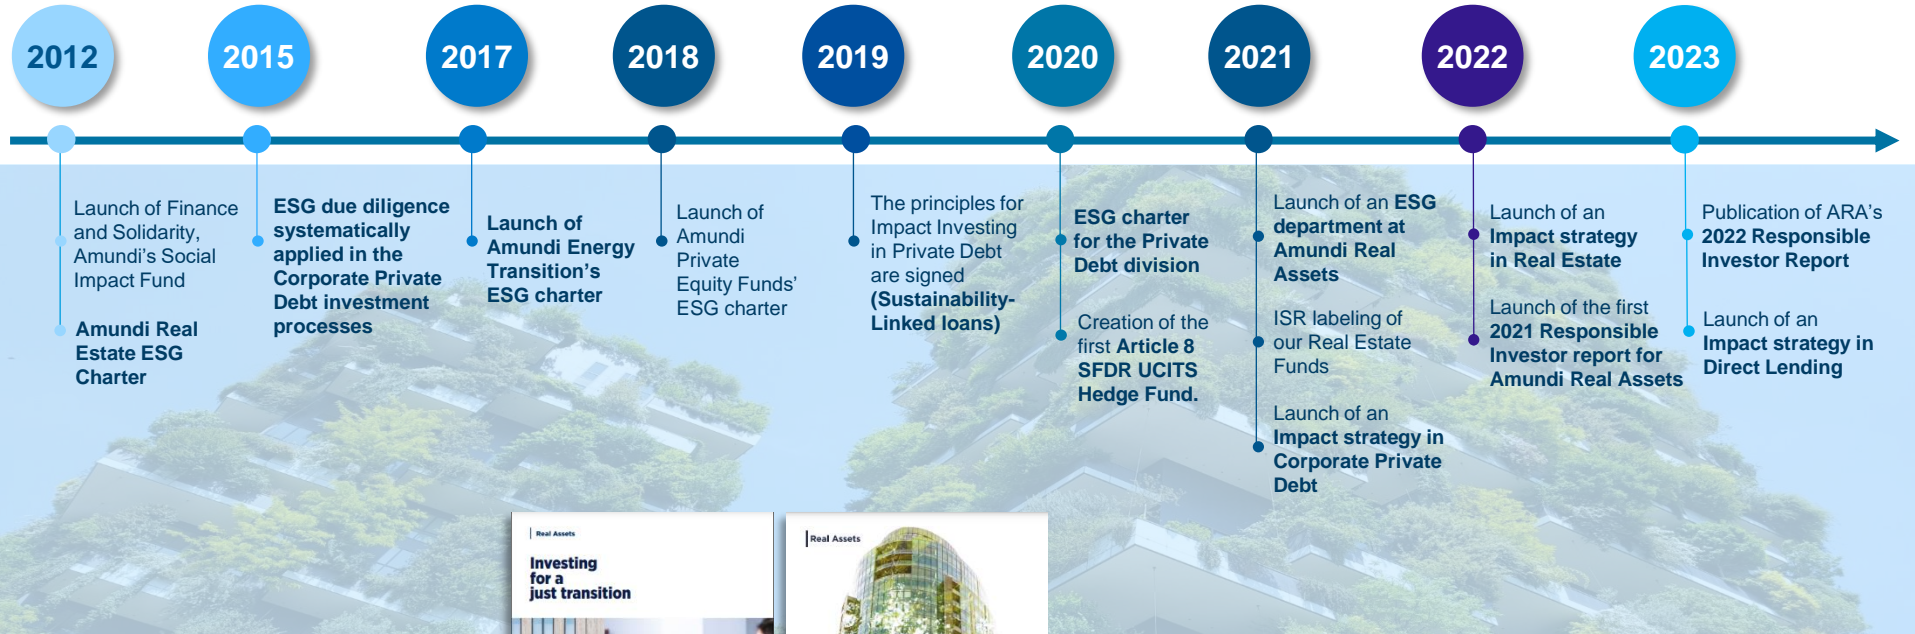 2012
2015
2017
2018
2019
2020
2021
2022
2023
Launch of Finance
and Solidarity,
Amundi's Social
Impact Fund
Amundi Real
Estate ESG
Charter
ESG due diligence
systematically
applied in the
Corporate Private
Debt investment
processes
Launch of
Amundi Energy
Transition's
ESG charter
Launch of
Amundi
Private
Equity Funds'
ESG charter
The principles for
Impact Investing
in Private Debt
are signed
(Sustainability-
Linked loans)
ESG charter
for the Private
Debt division
Creation of the
first Article 8
SFDR UCITS
Hedge Fund.
Launch of an ESG
department at
Amundi Real
Assets
ISR labeling of
our Real Estate
Funds
Launch of an
Impact strategy in
Corporate Private
Debt
Launch of an
Impact strategy
in Real Estate
Launch of the first
2021 Responsible
Investor report for
Amundi Real Assets
Publication of ARA's
2022 Responsible
Investor Report
Launch of an
Impact strategy in
Direct Lending
Real Assets
Investing
for a
just transition
Real Assets